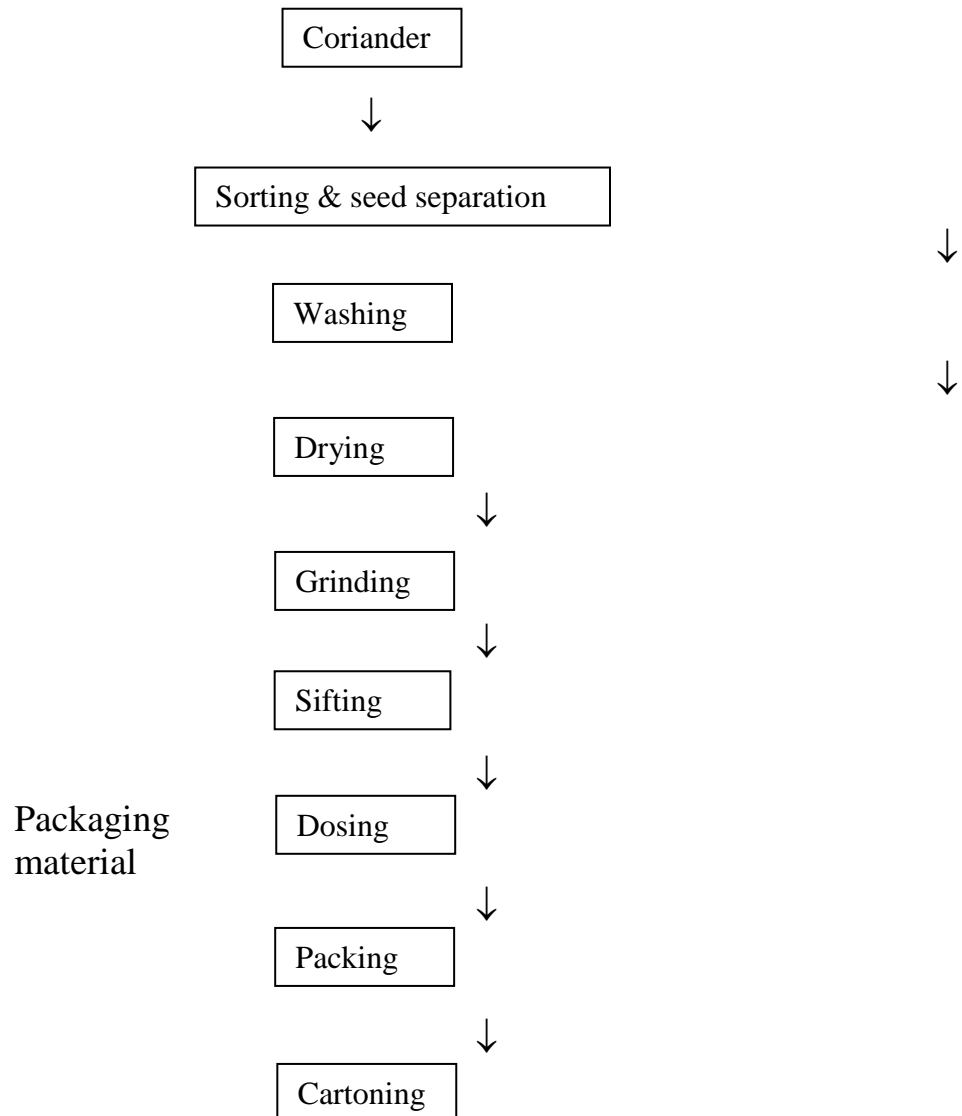 Coriander
↓
Sorting & seed separation
↓
Washing
↓
Drying
↓
Grinding
↓
Sifting
↓
Packaging
material
Dosing
↓
Packing
↓
Cartoning